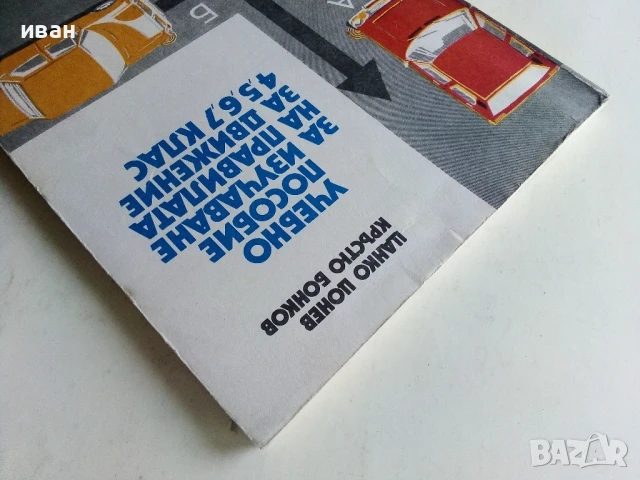 ЦАНКО ЦОНЕВ
КРЪСТЮ БОНКОВ
УЧЕБНО
ПОСОБИЕ
ЗА ИЗУЧАВАНЕ
НА ПРАВИЛАТА
ЗА ДВИЖЕНИЕ
4, 5, 6, 7 КЛАС
А
Б
иван
BAZAR